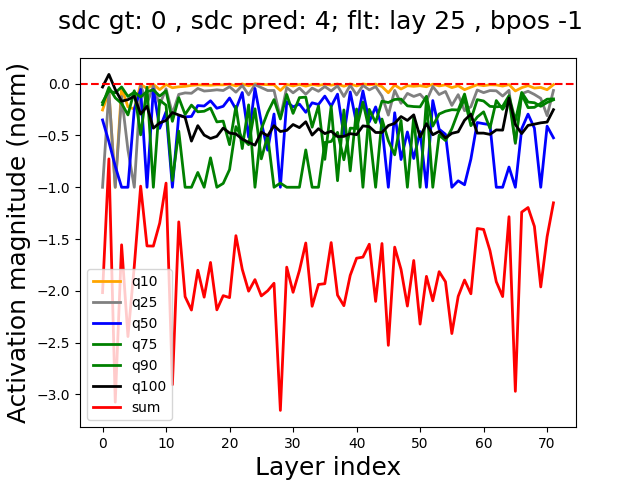 sdc gt: 0 , sdc pred: 4; flt: lay 25 , bpos -1
Activation magnitude (norm)
0.0
−0.5
−1.0
−1.5
−2.0
−2.5
−3.0
q10
q25
q50
q75
q90
q100
sum
0 10 20 30 40 50 60 70
Layer index